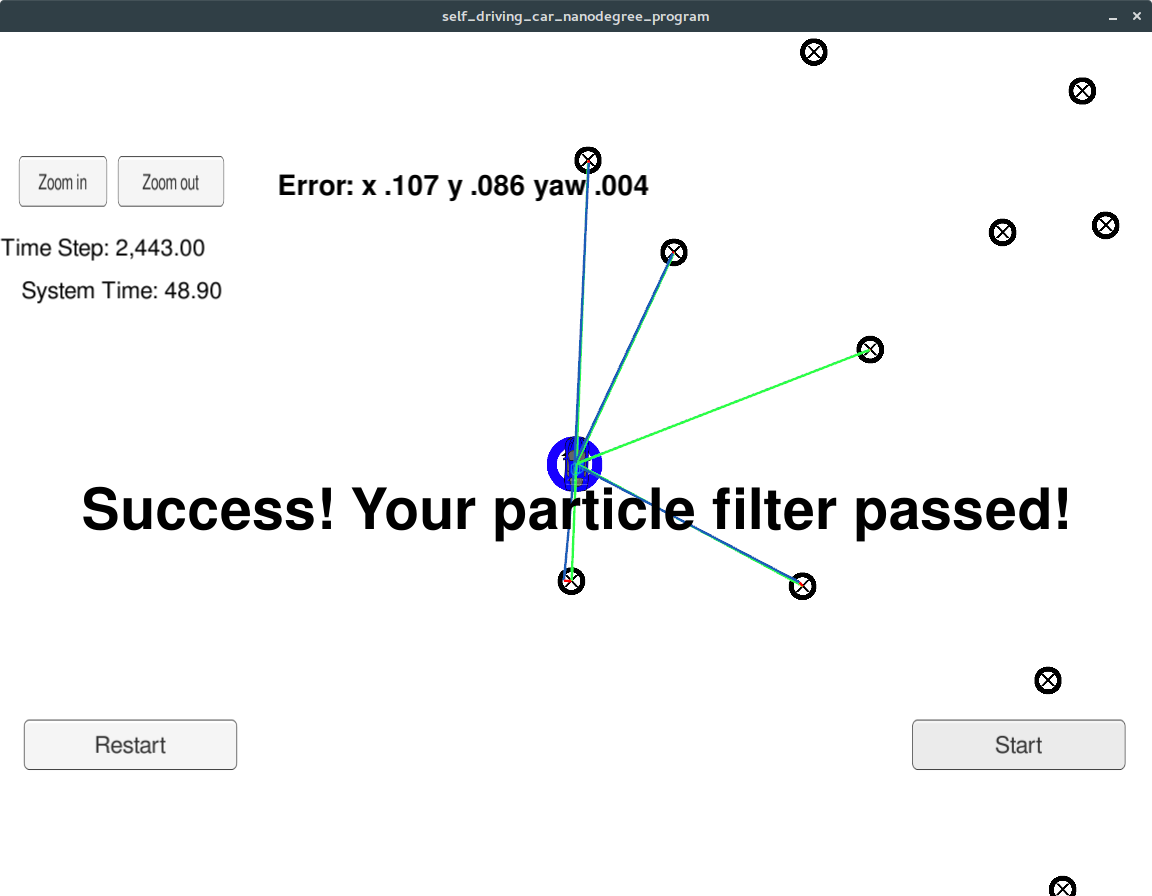 self_driving_car_nanodegree_program
Zoom in
Zoom out
Error: x .107 y .086 yaw .004
Time Step: 2,443.00
System Time: 48.90
Success! Your particle filter passed!
Restart
Start